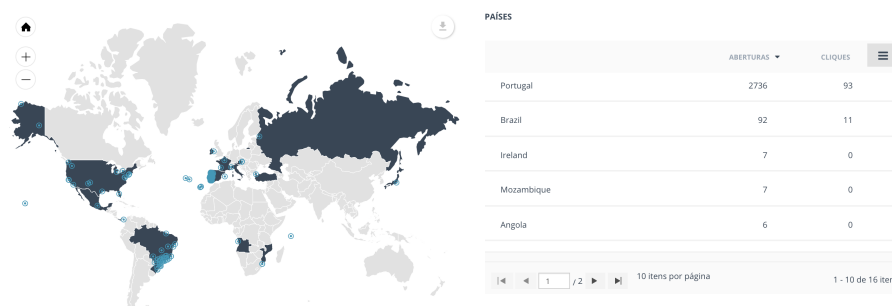 PAÍSES
ABERTURAS CLIQUES
Portugal 2736 93
Brazil 92 11
Ireland 7 0
Mozambique 7 0
Angola 6 0
1 / 2 10 itens por página 1 - 10 de 16 iter